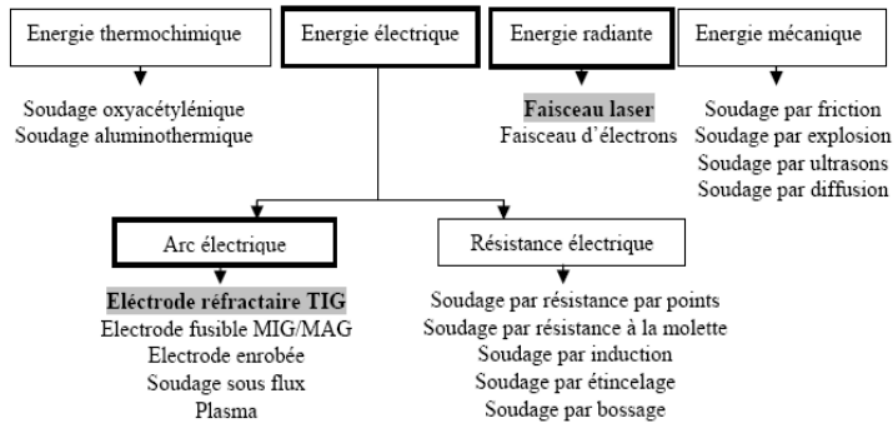 Energie thermochimique
Energie électrique
Energie radiante
Energie mécanique
Soudage oxyacétylénique
Soudage aluminothermique
Faisceau laser
Faisceau d'électrons
Soudage par friction
Soudage par explosion
Soudage par ultrasons
Soudage par diffusion
Arc électrique
Résistance électrique
Eléctrode réfractaire TIG
Electrode fusible MIG/MAG
Electrode enrobée
Soudage sous flux
Plasma
Soudage par résistance par points
Soudage par résistance à la molette
Soudage par induction
Soudage par étincelage
Soudage par bossage